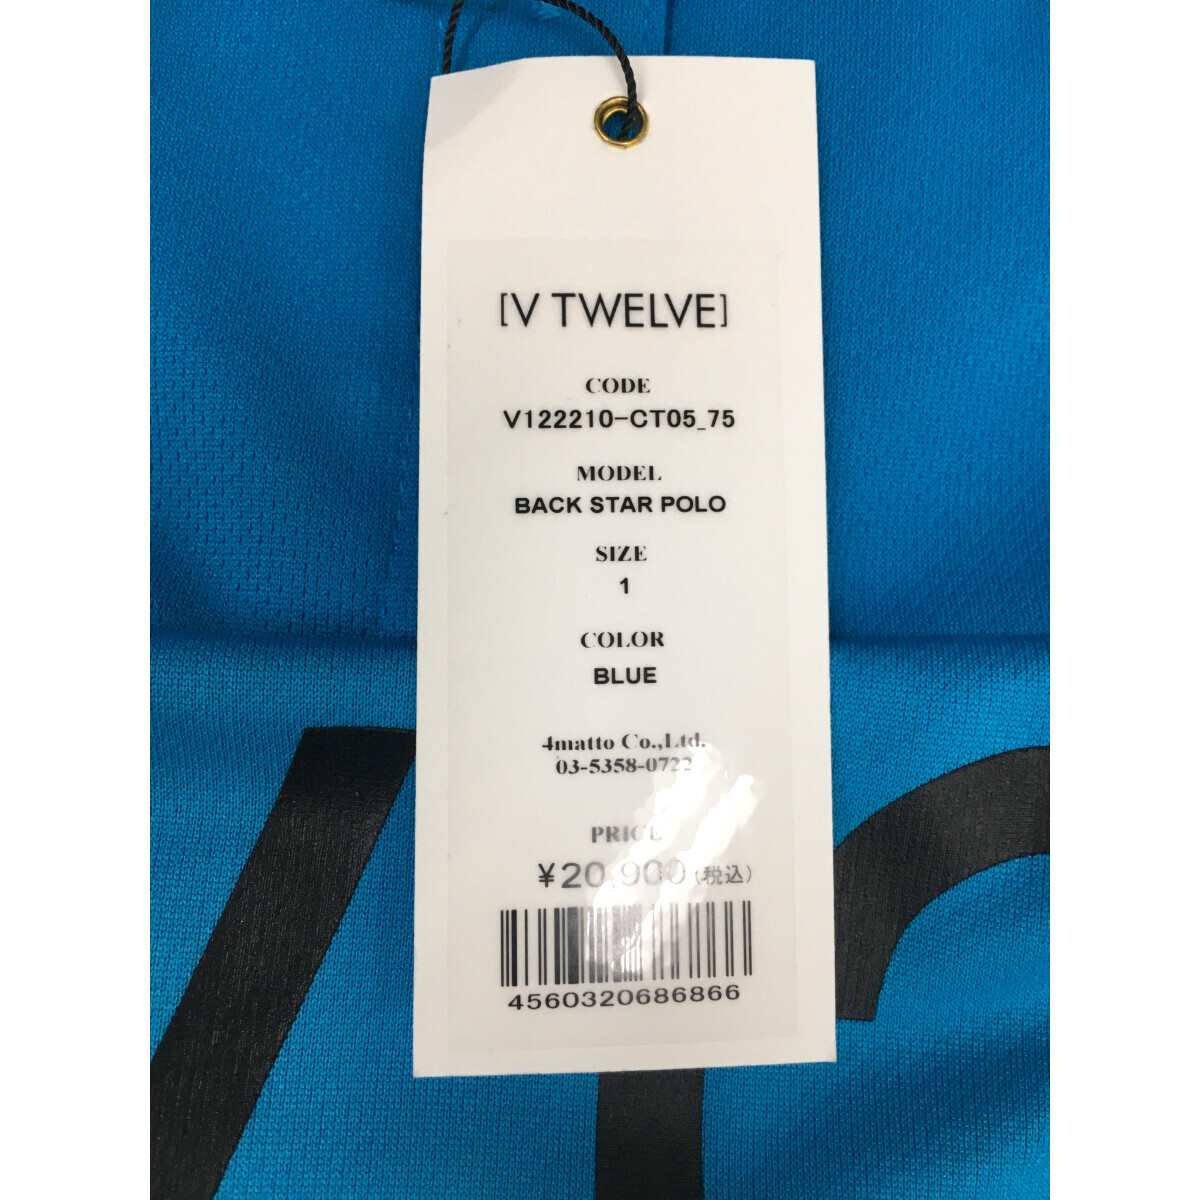 [V TWELVE]
CODE
V122210-CT05_75
MODEL
BACK STAR POLO
SIZE
1
COLOR
BLUE
4matto Co.,Ltd.
03-5358-0722
PRICE
¥20,900(税込)
4560320686866